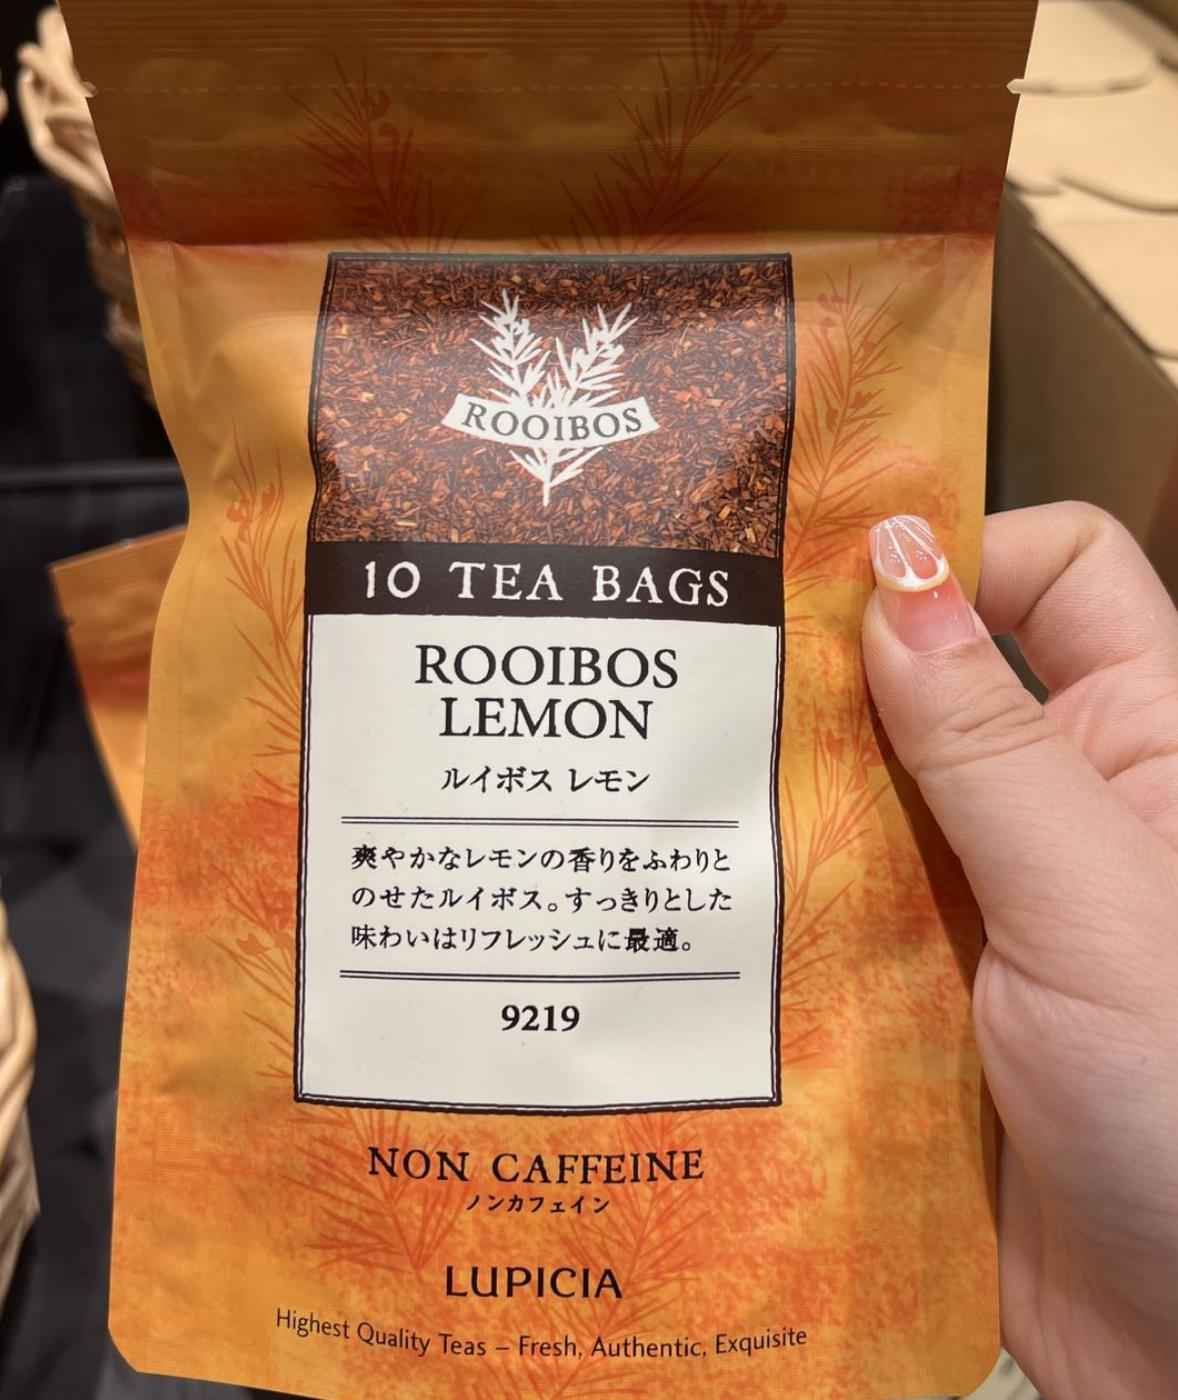 ROOIBOS
10 TEA BAGS
ROOIBOS
LEMON
ルイボス レモン
爽やかなレモンの香りをふわりと
のせたルイボス。すっきりとした
味わいはリフレッシュに最適。
9219
NON CAFFEINE
ノンカフェイン
LUPICIA
Highest Quality Teas – Fresh, Authentic, Exquisite